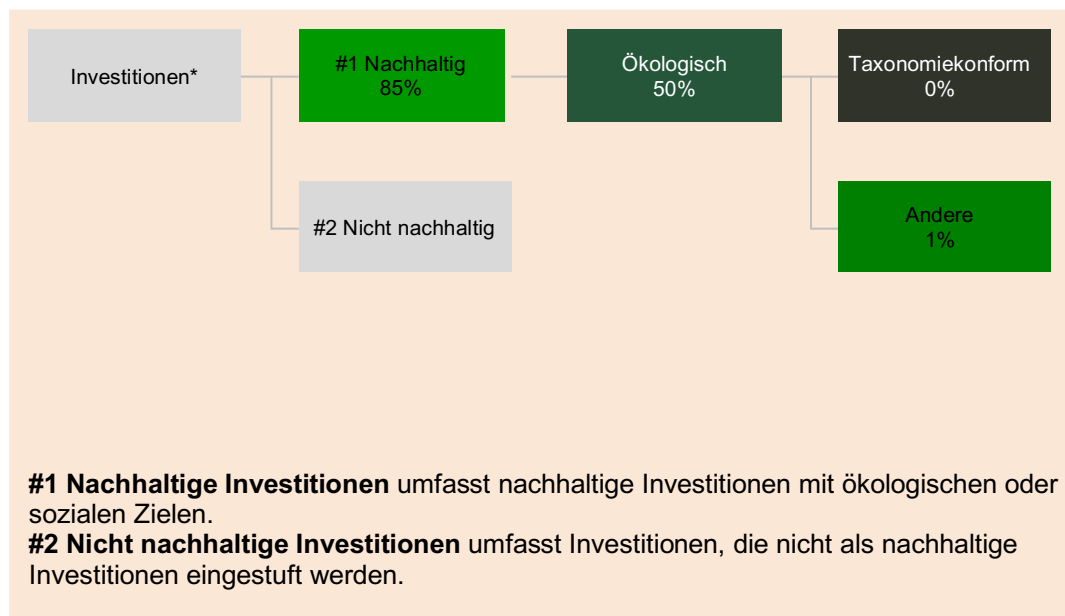 Investitionen*
#1 Nachhaltig
85%
Ökologisch
50%
Taxonomiekonform
0%
#2 Nicht nachhaltig
Andere
1%
#1 Nachhaltige Investitionen umfasst nachhaltige Investitionen mit ökologischen oder
sozialen Zielen.
#2 Nicht nachhaltige Investitionen umfasst Investitionen, die nicht als nachhaltige
Investitionen eingestuft werden.